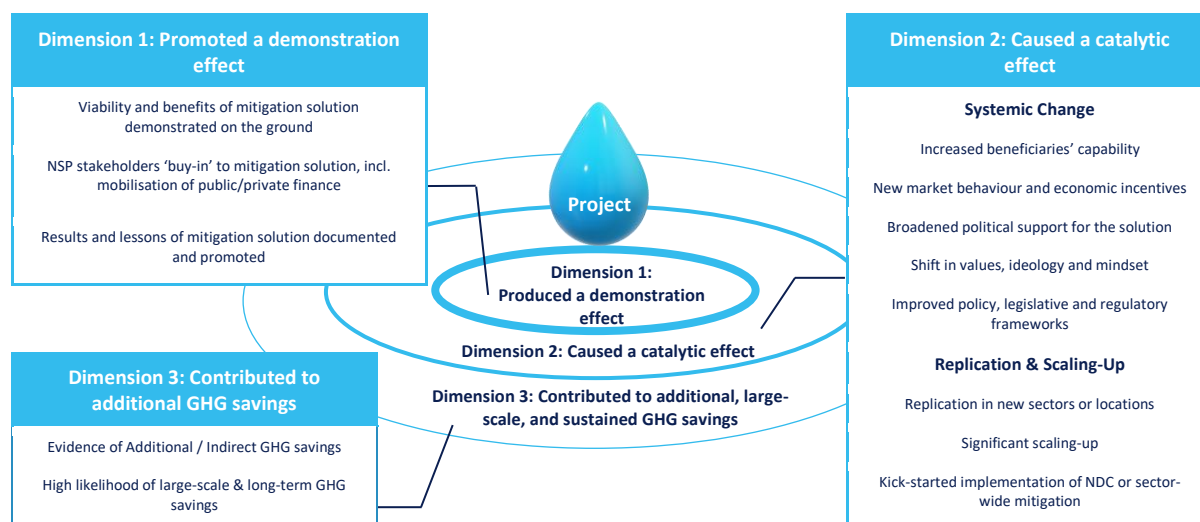 Dimension 1: Promoted a demonstration
effect
Viability and benefits of mitigation solution
demonstrated on the ground
NSP stakeholders ‘buy-in’ to mitigation solution, incl.
mobilisation of public/private finance
Results and lessons of mitigation solution documented
and promoted
Project
Dimension 1:
Produced a demonstration
effect
Dimension 2: Caused a catalytic effect
Dimension 3: Contributed to additional, large-
scale, and sustained GHG savings
Dimension 3: Contributed to
additional GHG savings
Evidence of Additional / Indirect GHG savings
High likelihood of large-scale & long-term GHG
savings
Dimension 2: Caused a catalytic
effect
Systemic Change
Increased beneficiaries’ capability
New market behaviour and economic incentives
Broadened political support for the solution
Shift in values, ideology and mindset
Improved policy, legislative and regulatory
frameworks
Replication & Scaling-Up
Replication in new sectors or locations
Significant scaling-up
Kick-started implementation of NDC or sector-
wide mitigation